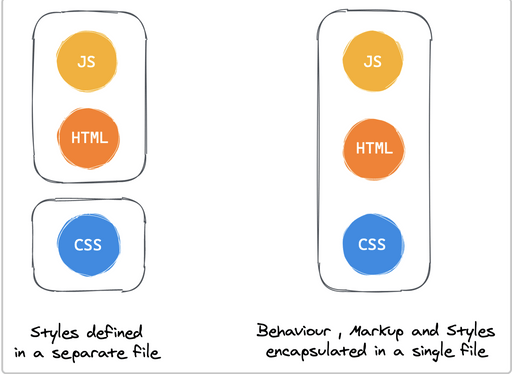 JS
HTML
CSS
Styles defined
in a separate file
JS
HTML
CSS
Behaviour , Markup and Styles
encapsulated in a single file